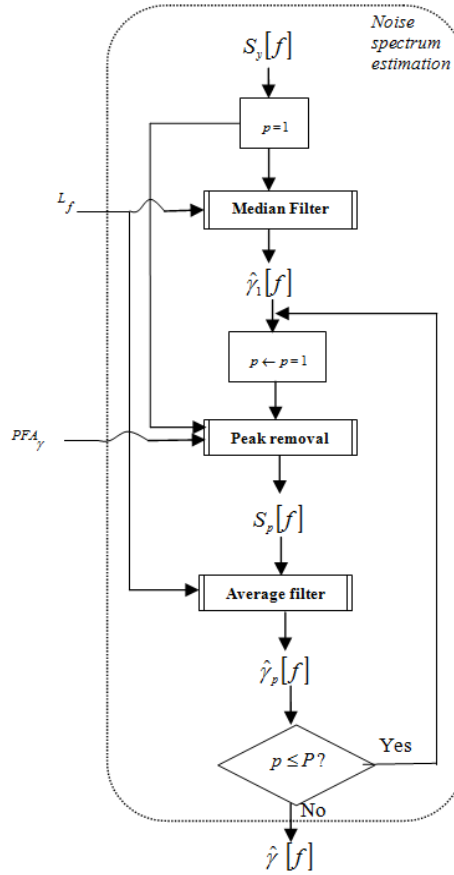 Noise
spectrum
estimation
S_y[f]
p=1
L_f
Median Filter
γ̂_1[f]
p ← p=1
PFA_γ
Peak removal
S_p[f]
Average filter
γ̂_p[f]
p ≤ P?
Yes
No
γ̂ [f]